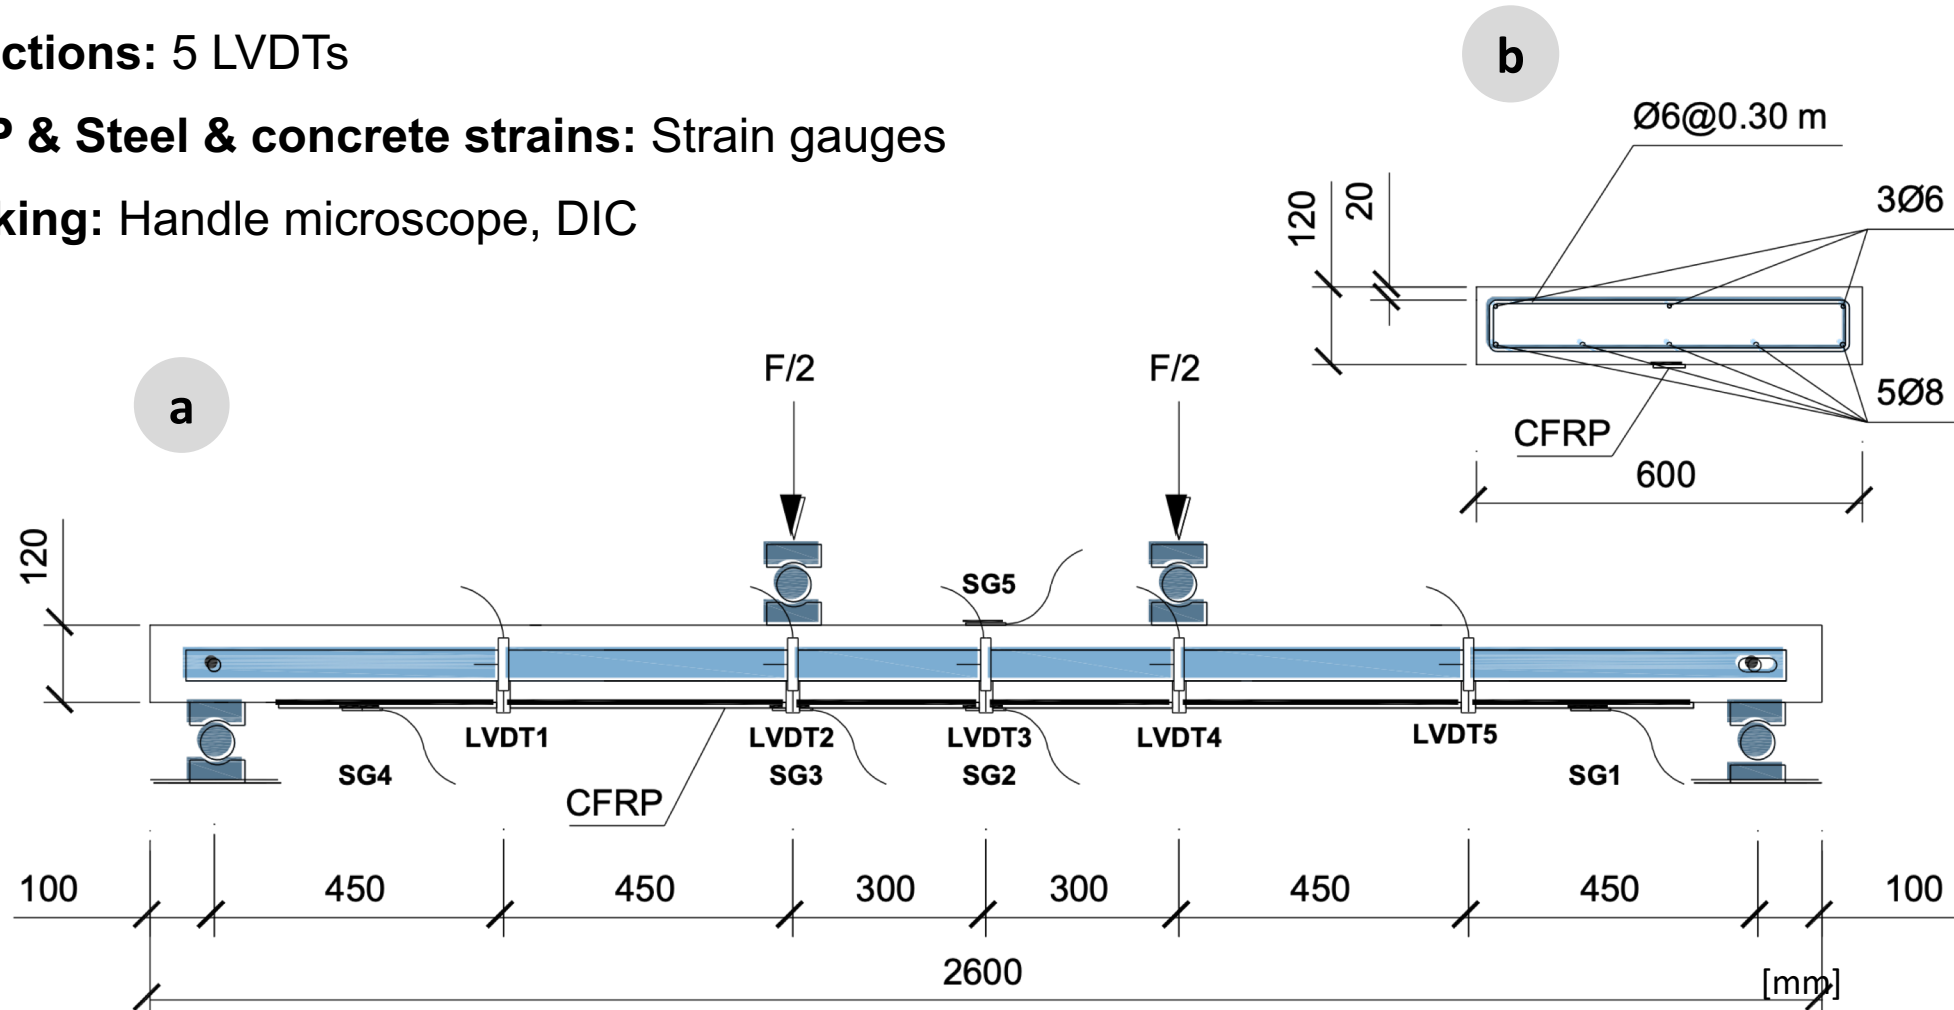 ctions: 5 LVDTs
P & Steel & concrete strains: Strain gauges
king: Handle microscope, DIC
b
Ø6@0.30 m
120
20
3Ø6
5Ø8
CFRP
600
a
F/2
F/2
120
SG5
LVDT1
LVDT2
LVDT3
LVDT4
LVDT5
SG4
SG3
SG2
SG1
CFRP
100
450
450
300
300
450
450
100
2600
[mm]